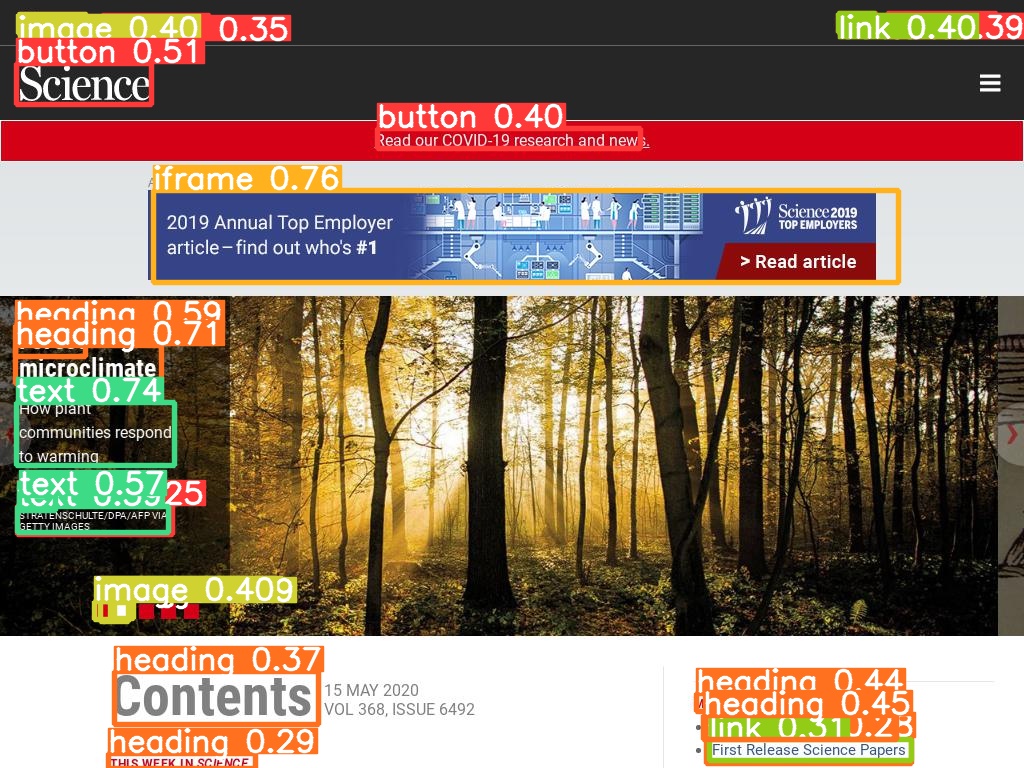 image 0.40 0.35
link 0.40 .39
button 0.51
Science
button 0.40
Read our COVID-19 research and news.
iframe 0.76
2019 Annual Top Employer
article – find out who's #1
Science 2019
TOP EMPLOYERS
> Read article
heading 0.59
heading 0.71
microclimate
text 0.74
How plant
communities respond
to warming
text 0.57 25
STRATENSCHULTE/DPA/AFP VIA
GETTY IMAGES
image 0.409
heading 0.37
Contents
15 MAY 2020
VOL 368, ISSUE 6492
heading 0.29
THIS WEEK IN SCIENCE
heading 0.44
heading 0.45
link 0.31 0.28
First Release Science Papers